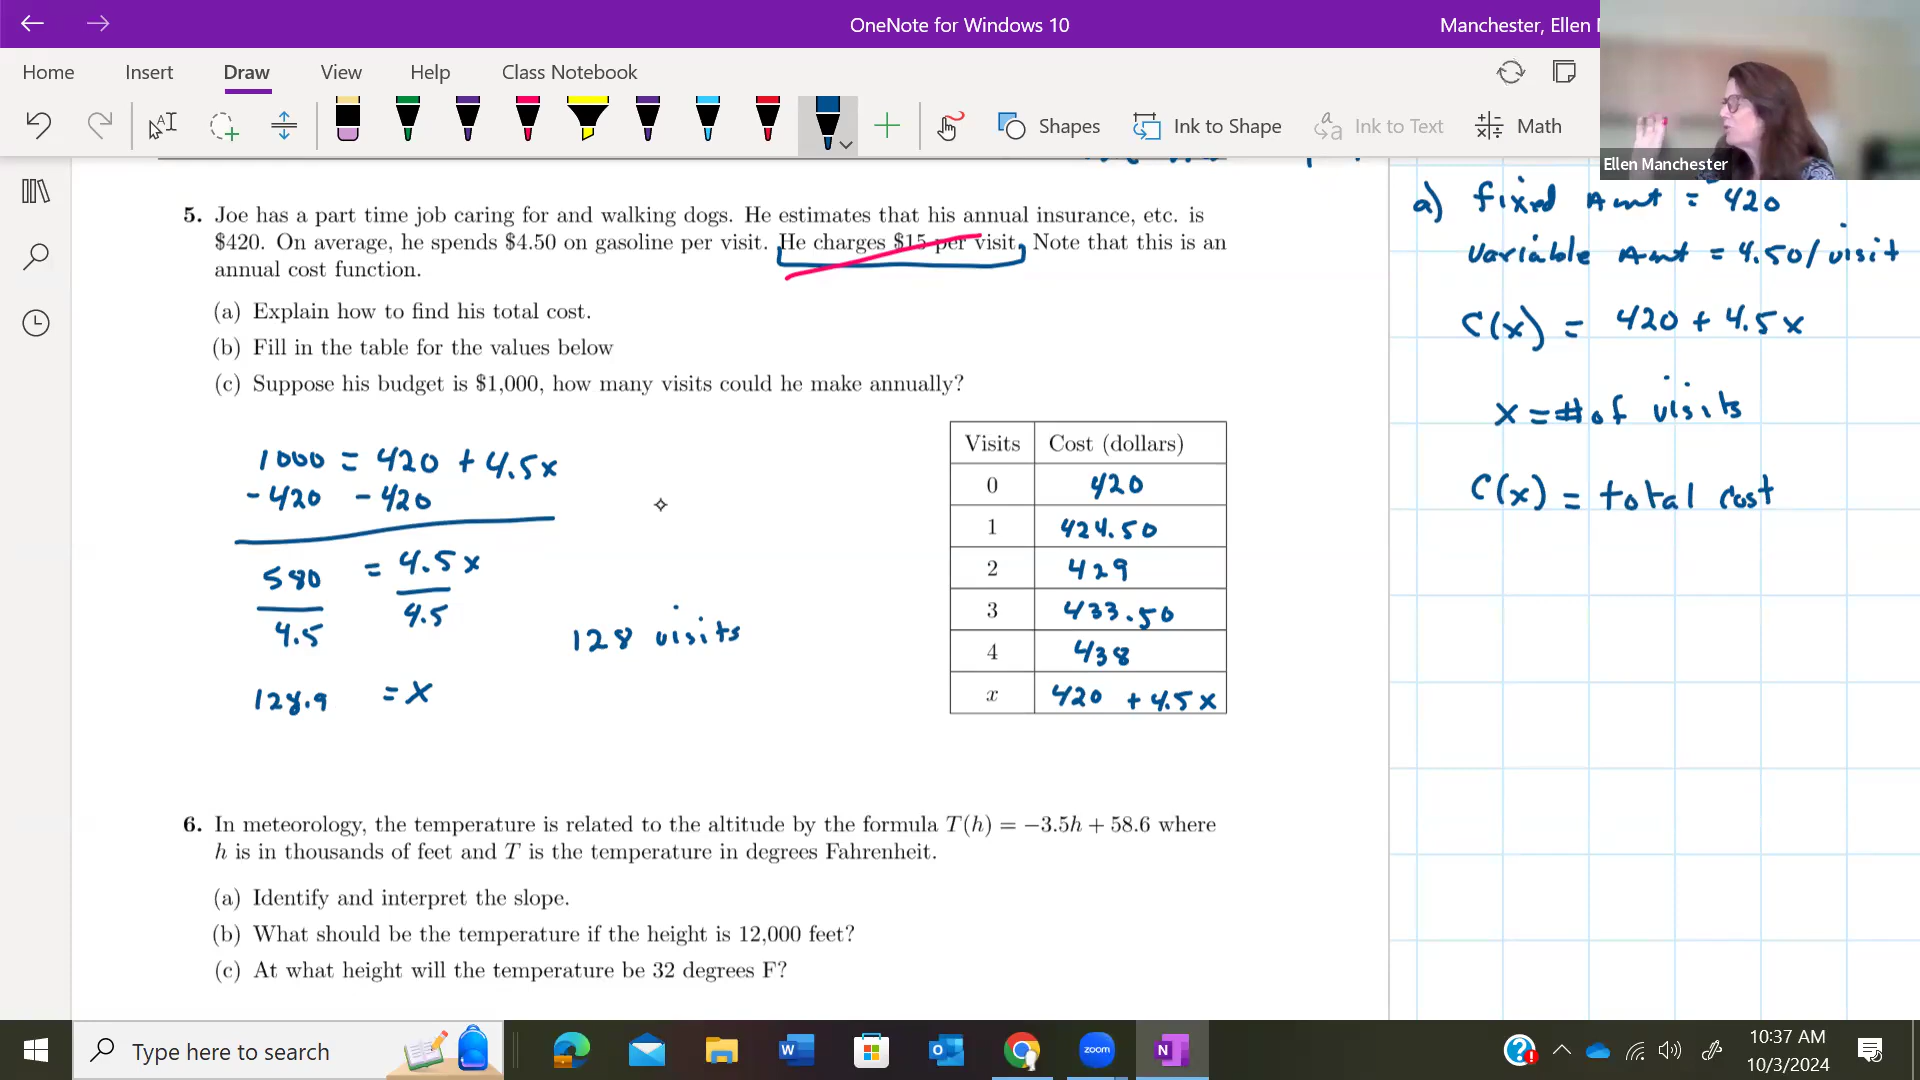 OneNote for Windows 10
Manchester, Ellen
Home Insert Draw View Help Class Notebook
Shapes Ink to Shape Ink to Text Math
Ellen Manchester
5. Joe has a part time job caring for and walking dogs. He estimates that his annual insurance, etc. is
$420. On average, he spends $4.50 on gasoline per visit. He charges $15 per visit. Note that this is an
annual cost function.
(a) Explain how to find his total cost.
(b) Fill in the table for the values below
(c) Suppose his budget is $1,000, how many visits could he make annually?
1000 = 420 + 4.5x
-420 -420
580 = 4.5x
4.5 4.5
128.9 = x
128 visits
Visits Cost (dollars)
0 420
1 424.50
2 429
3 433.50
4 438
x 420 + 4.5x
a) fixed Amt = 420
variable Amt = 4.50/visit
C(x) = 420 + 4.5x
x = # of visits
C(x) = total cost
6. In meteorology, the temperature is related to the altitude by the formula T(h) = −3.5h + 58.6 where
h is in thousands of feet and T is the temperature in degrees Fahrenheit.
(a) Identify and interpret the slope.
(b) What should be the temperature if the height is 12,000 feet?
(c) At what height will the temperature be 32 degrees F?
Type here to search
zoom
10:37 AM
10/3/2024